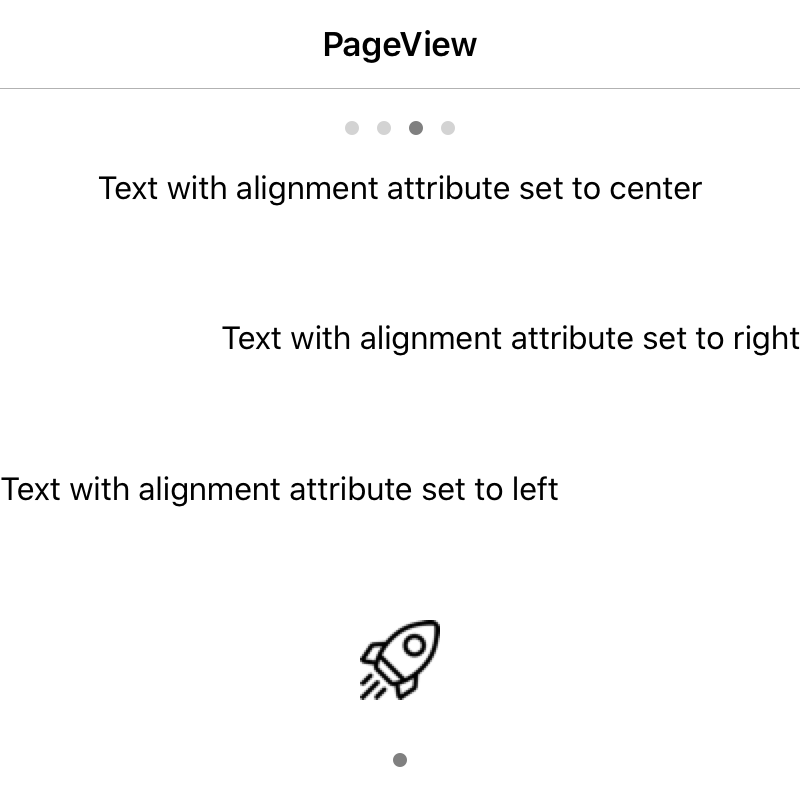 PageView
Text with alignment attribute set to center
Text with alignment attribute set to right
Text with alignment attribute set to left